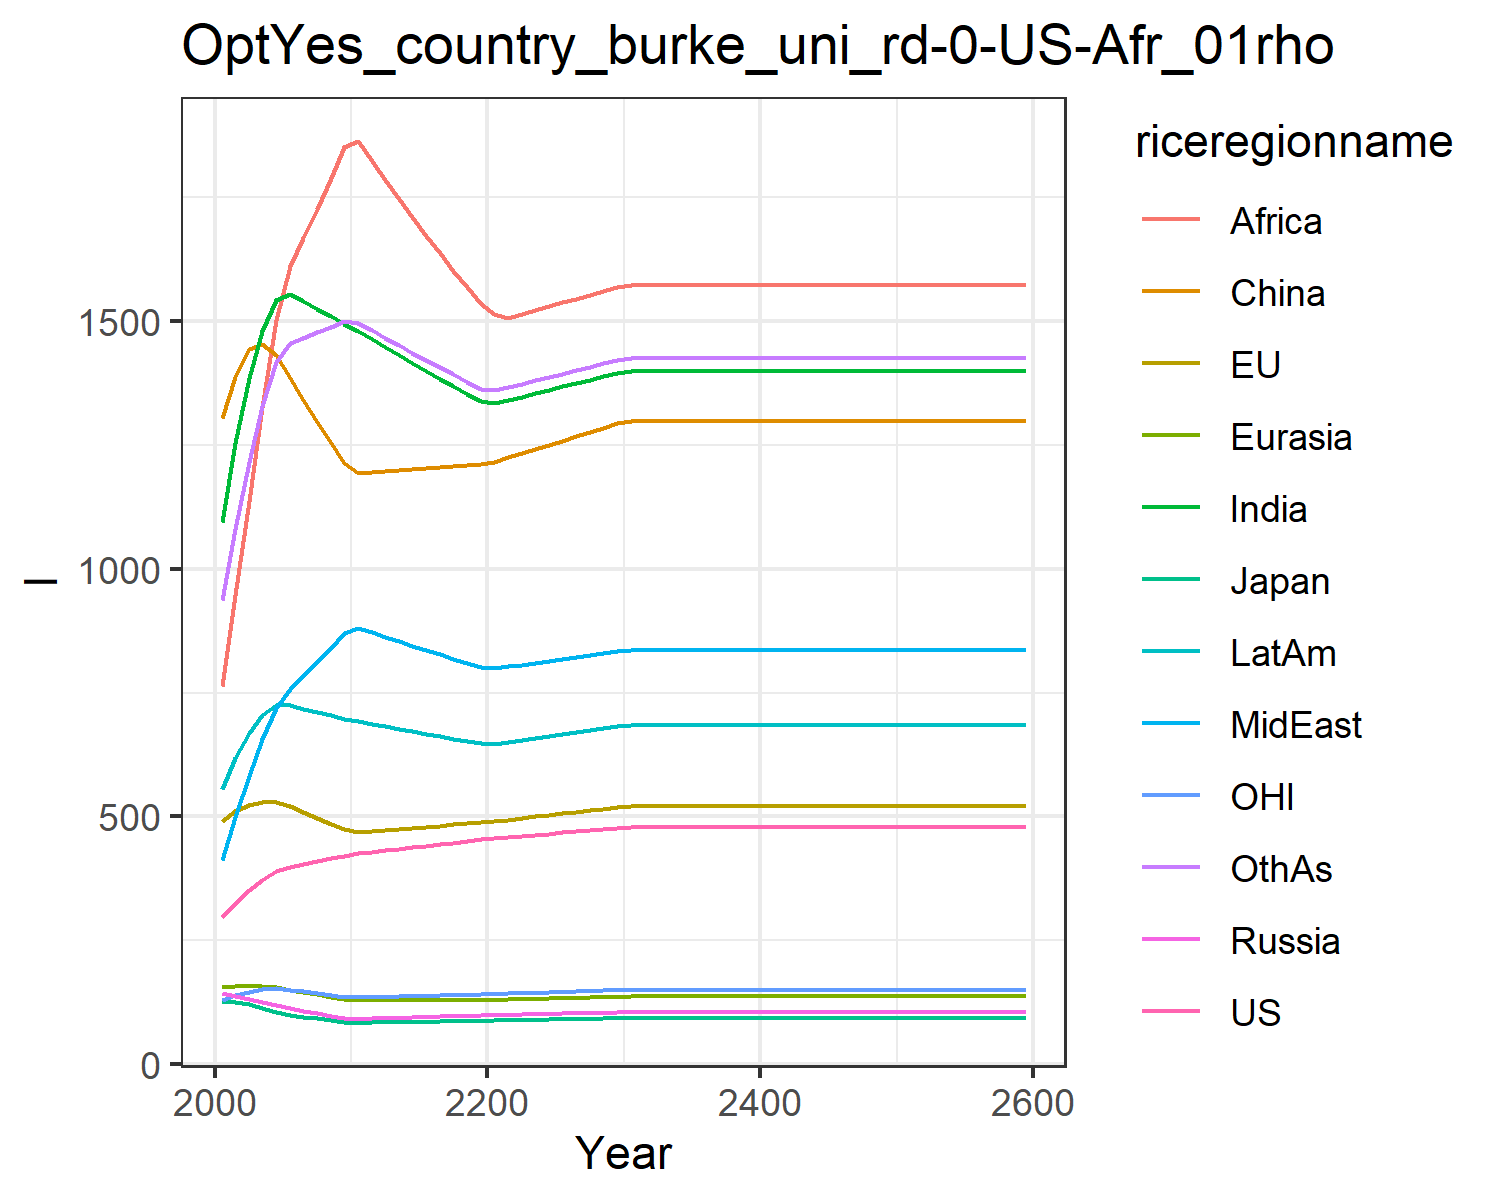 OptYes_country_burke_uni_rd-0-US-Afr_01rho
riceregionname
Africa
China
EU
Eurasia
India
Japan
LatAm
MidEast
OHI
OthAs
Russia
US
l
1500
1000
500
0
2000 2200 2400 2600
Year